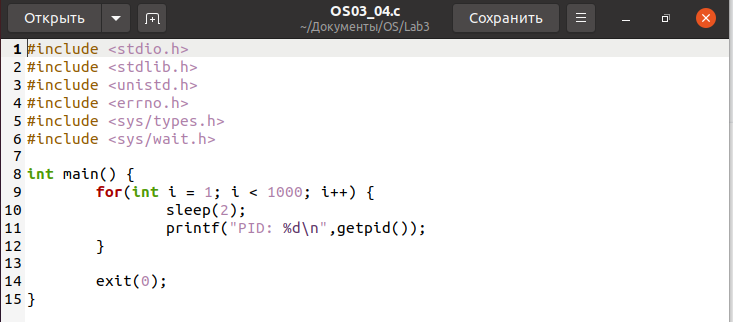 Открыть
OS03_04.c
~/Документы/OS/Lab3
Сохранить
1 #include <stdio.h>
2 #include <stdlib.h>
3 #include <unistd.h>
4 #include <errno.h>
5 #include <sys/types.h>
6 #include <sys/wait.h>
7
8 int main() {
9         for(int i = 1; i < 1000; i++) {
10                 sleep(2);
11                 printf("PID: %d\n",getpid());
12         }
13
14         exit(0);
15 }